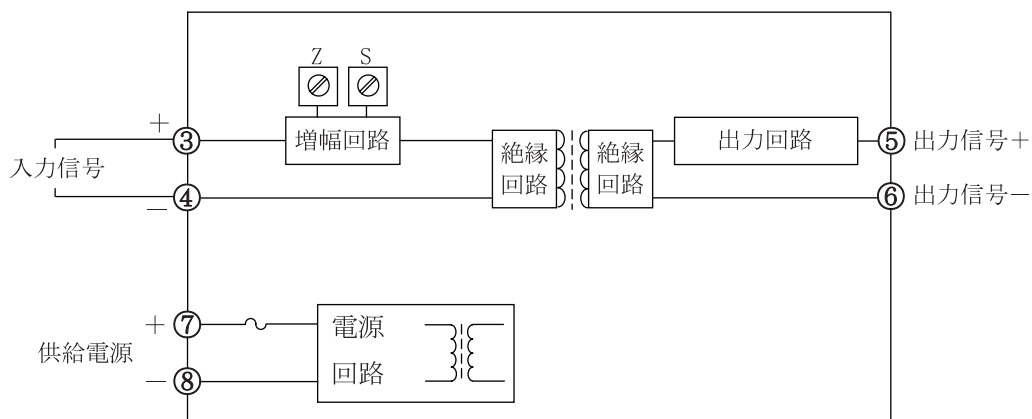 Z
S
+
③
増幅回路
入力信号
④
−
絶縁
回路
絶縁
回路
出力回路
⑤
出力信号+
⑥
出力信号−
+
⑦
供給電源
−
⑧
電源
回路